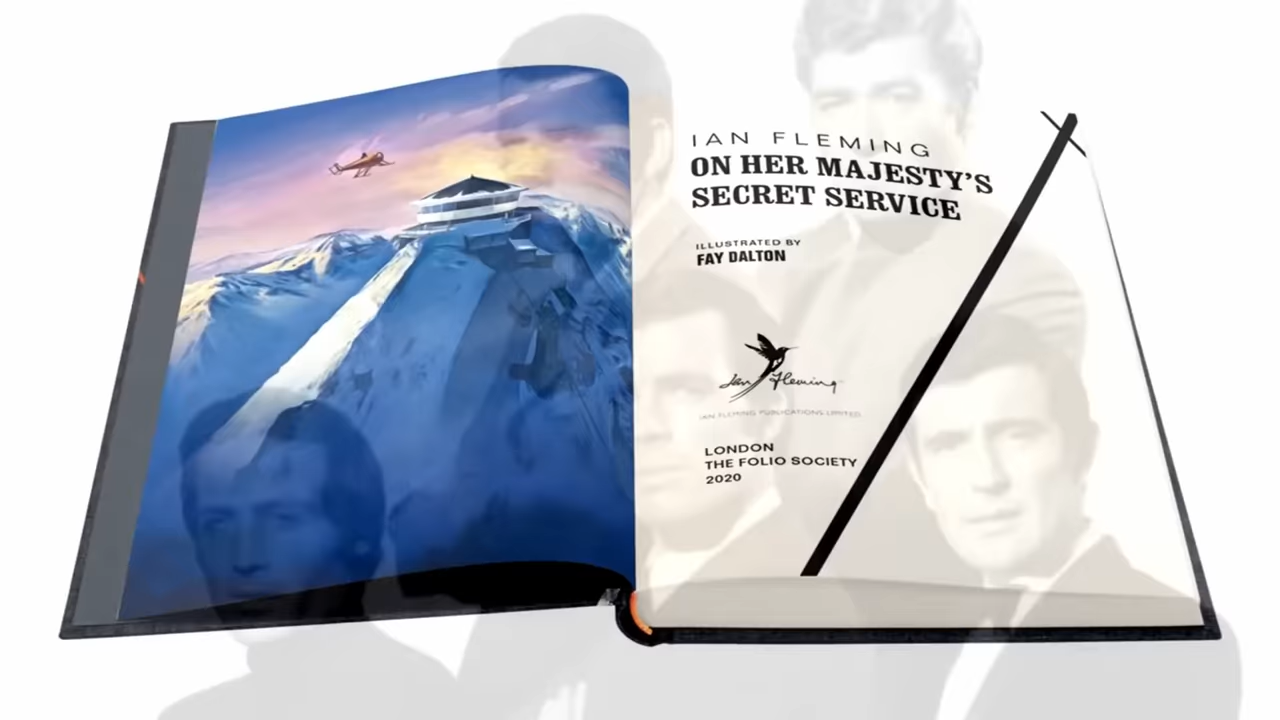 IAN FLEMING
ON HER MAJESTY'S
SECRET SERVICE
ILLUSTRATED BY
FAY DALTON
Ian Fleming
IAN FLEMING PUBLICATIONS LIMITED
LONDON
THE FOLIO SOCIETY
2020